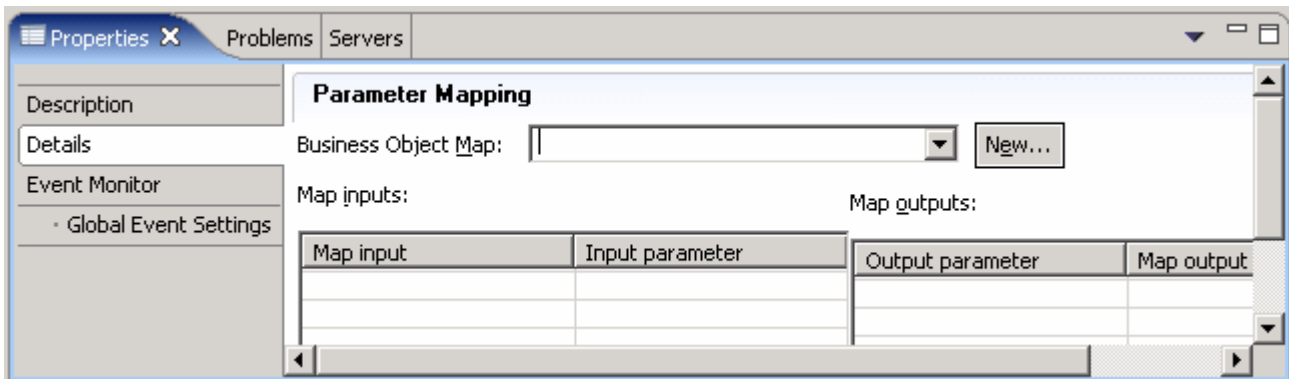 Properties Problems Servers
Description
Details
Event Monitor
Global Event Settings
Parameter Mapping
Business Object Map: New...
Map inputs:
Map outputs:
Map input Input parameter
Output parameter Map output